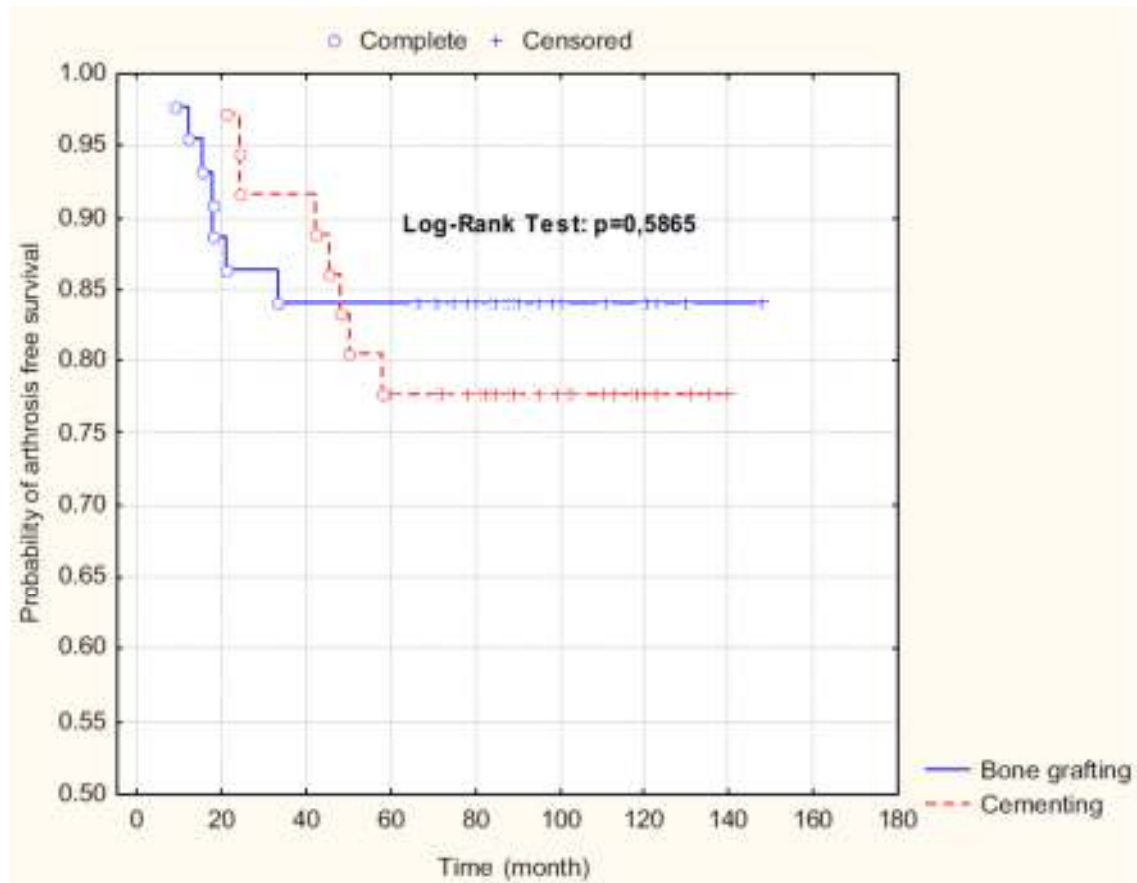 Complete Censored
1.00
0.95
0.90
0.85
0.80
0.75
0.70
0.65
0.60
0.55
0.50
Probability of arthrosis free survival
Log-Rank Test: p=0,5865
0 20 40 60 80 100 120 140 160 180
Time (month)
Bone grafting
Cementing